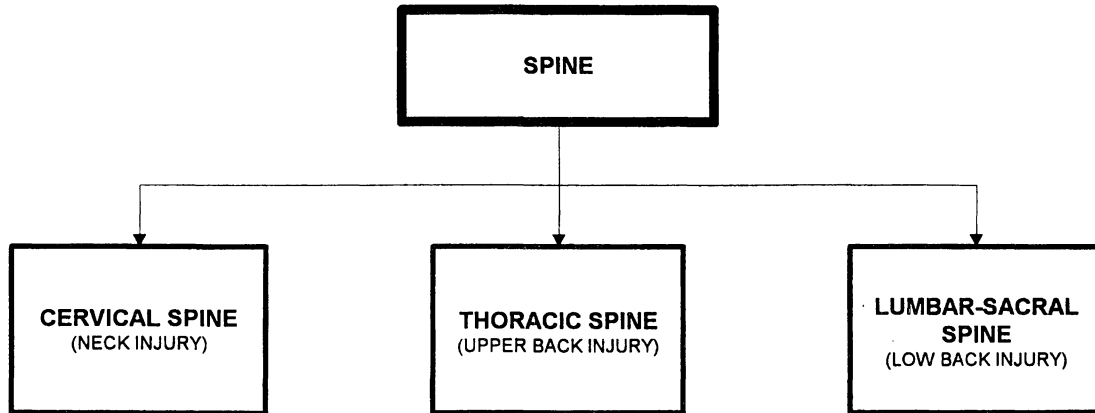 SPINE
CERVICAL SPINE
(NECK INJURY)
THORACIC SPINE
(UPPER BACK INJURY)
LUMBAR-SACRAL
SPINE
(LOW BACK INJURY)